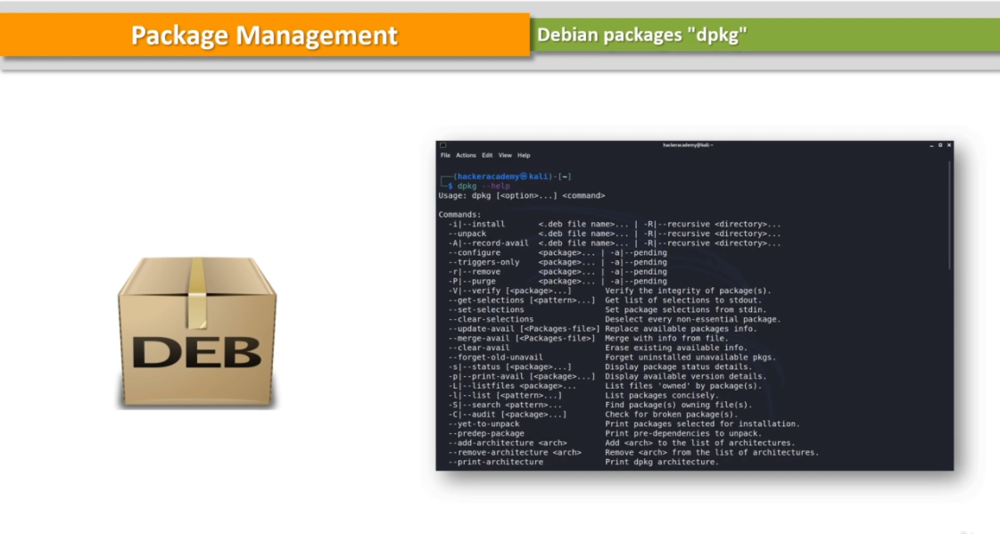 Package Management
Debian packages "dpkg"
DEB
hackeracademy@kali: ~
File Actions Edit View Help
(hackeracademy㉿kali)-[~]
$ dpkg --help
Usage: dpkg [<option>...] <command>
Commands:
-i|--install <.deb file name>... | -R|--recursive <directory>...
--unpack <.deb file name>... | -R|--recursive <directory>...
-A|--record-avail <.deb file name>... | -R|--recursive <directory>...
--configure <package>... | -a|--pending
--triggers-only <package>... | -a|--pending
-r|--remove <package>... | -a|--pending
-P|--purge <package>... | -a|--pending
-V|--verify [<package>...] Verify the integrity of package(s).
--get-selections [<pattern>...] Get list of selections to stdout.
--set-selections Set package selections from stdin.
--clear-selections Deselect every non-essential package.
--update-avail [<Packages-file>] Replace available packages info.
--merge-avail [<Packages-file>] Merge with info from file.
--clear-avail Erase existing available info.
--forget-old-unavail Forget uninstalled unavailable pkgs.
-s|--status [<package>...] Display package status details.
-p|--print-avail [<package>...] Display available version details.
-L|--listfiles <package>... List files 'owned' by package(s).
-l|--list [<pattern>...] List packages concisely.
-S|--search <pattern>... Find package(s) owning file(s).
-C|--audit [<package>...] Check for broken package(s).
--yet-to-unpack Print packages selected for installation.
--predep-package Print pre-dependencies to unpack.
--add-architecture <arch> Add <arch> to the list of architectures.
--remove-architecture <arch> Remove <arch> from the list of architectures.
--print-architecture Print dpkg architecture.